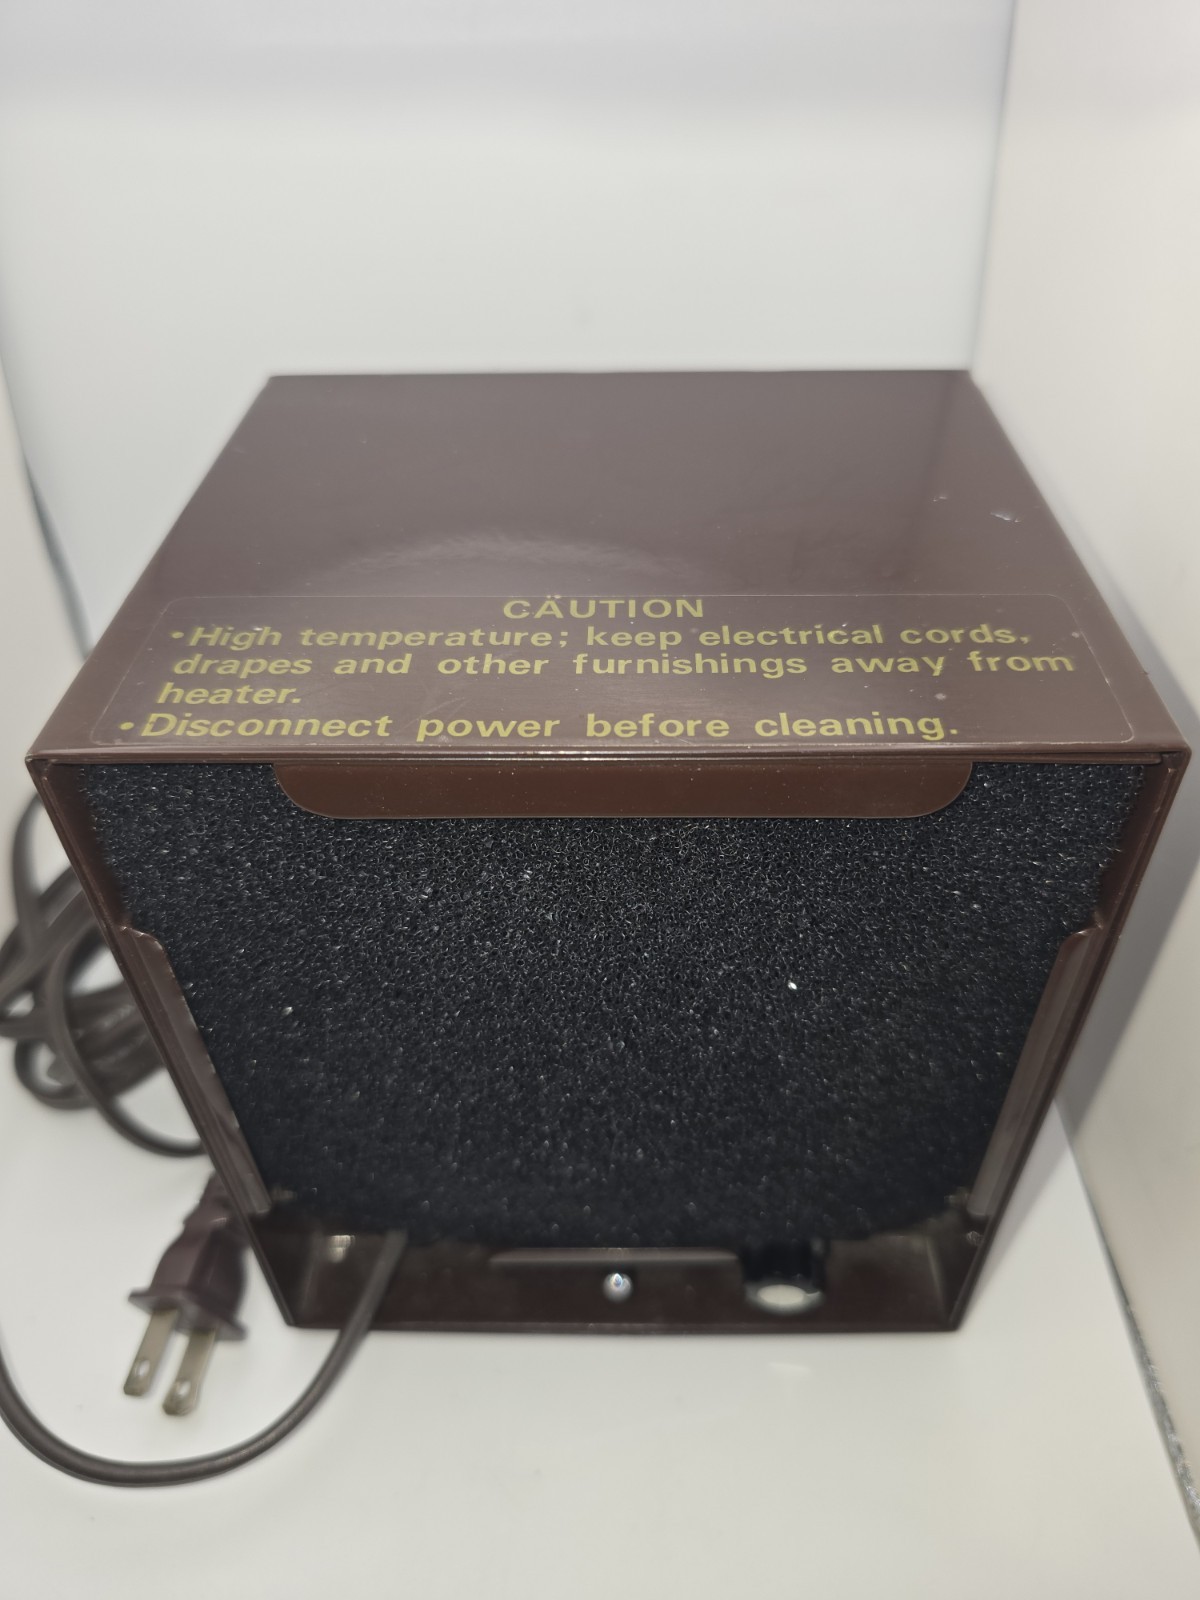 CAUTION
•High temperature; keep electrical cords,
drapes and other furnishings away from
heater.
•Disconnect power before cleaning.